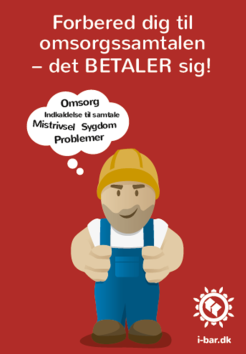 Forbered dig til
omsorgssamtalen
– det BETALER sig!
Omsorg
Indkaldelse til samtale
Mistrivsel Sygdom
Problemer
i-bar.dk